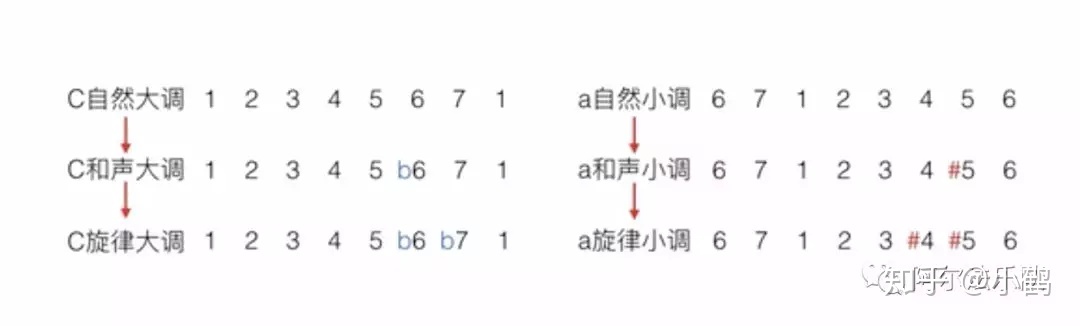 C自然大调 1 2 3 4 5 6 7 1
C和声大调 1 2 3 4 5 b6 7 1
C旋律大调 1 2 3 4 5 b6 b7 1
a自然小调 6 7 1 2 3 4 5 6
a和声小调 6 7 1 2 3 4 #5 6
a旋律小调 6 7 1 2 3 #4 #5 6
知乎 @乐鹤